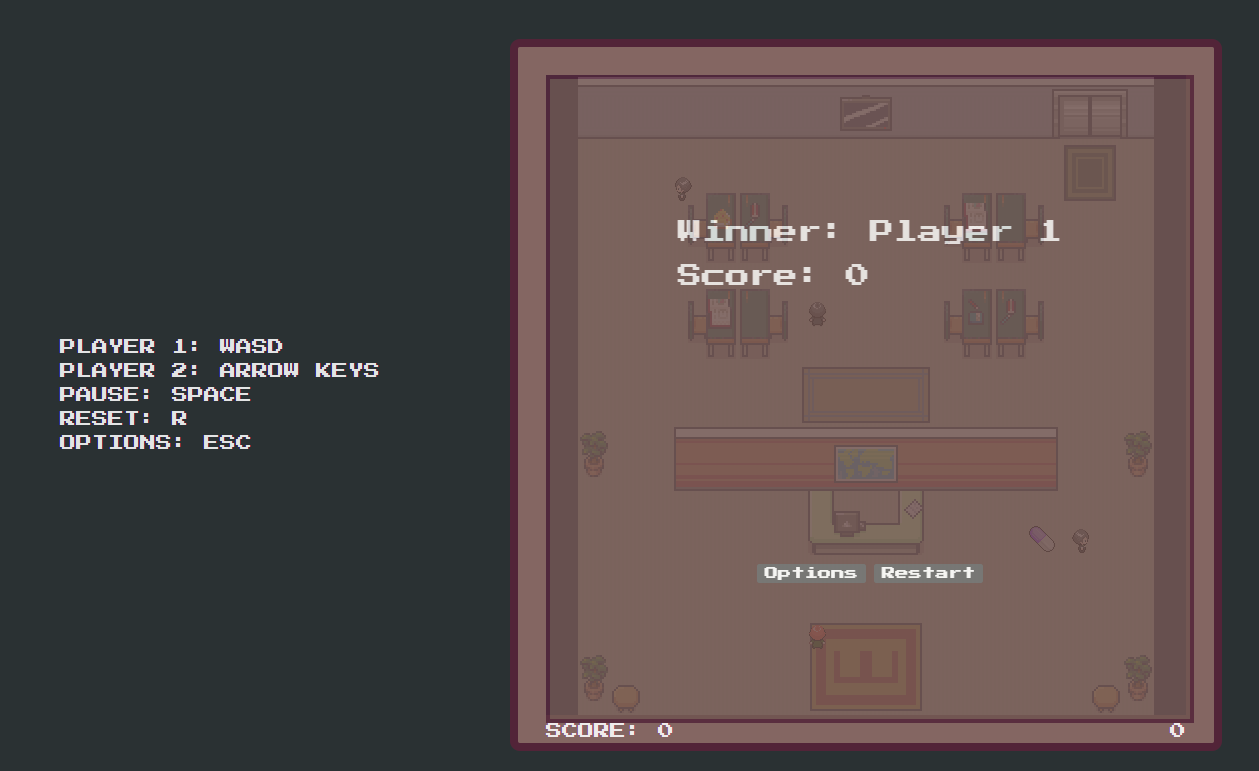 Winner: Player 1
Score: 0
PLAYER 1: WASD
PLAYER 2: ARROW KEYS
PAUSE: SPACE
RESET: R
OPTIONS: ESC
Options Restart
SCORE: 0 0